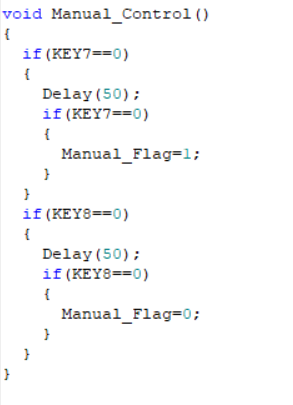 void Manual_Control()
{
  if(KEY7==0)
  {
    Delay(50);
    if(KEY7==0)
    {
      Manual_Flag=1;
    }
  }
  if(KEY8==0)
  {
    Delay(50);
    if(KEY8==0)
    {
      Manual_Flag=0;
    }
  }
}